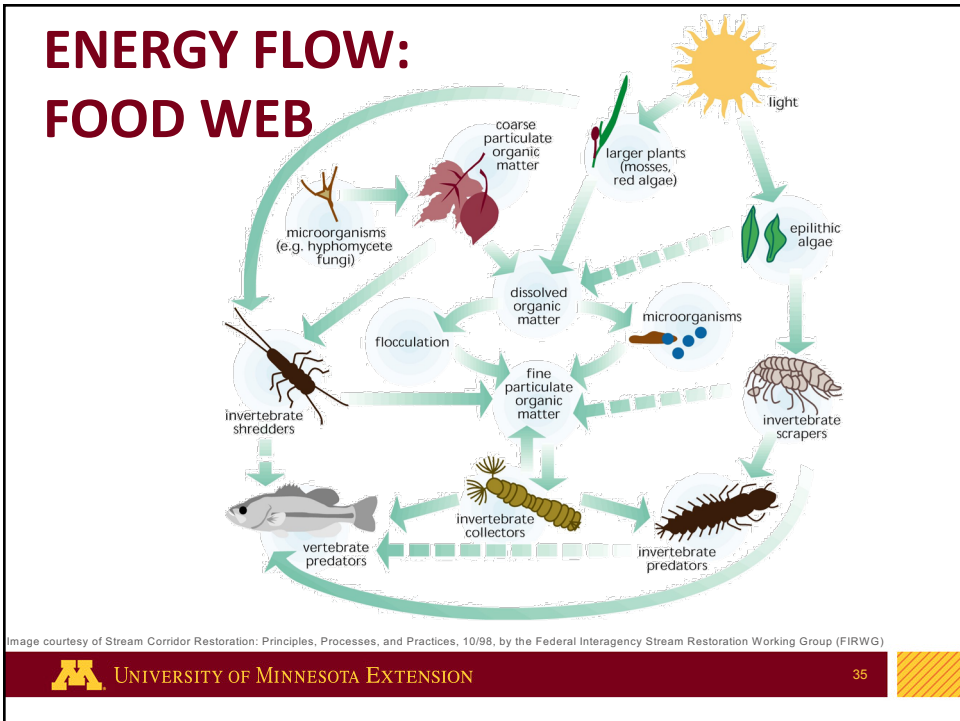 ENERGY FLOW:
FOOD WEB
light
coarse
particulate
organic
matter
larger plants
(mosses,
red algae)
microorganisms
(e.g. hyphomycete
fungi)
epilithic
algae
dissolved
organic
matter
microorganisms
flocculation
fine
particulate
organic
matter
invertebrate
shredders
invertebrate
scrapers
invertebrate
collectors
vertebrate
predators
invertebrate
predators
Image courtesy of Stream Corridor Restoration: Principles, Processes, and Practices, 10/98, by the Federal Interagency Stream Restoration Working Group (FIRWG)
M UNIVERSITY OF MINNESOTA EXTENSION
35